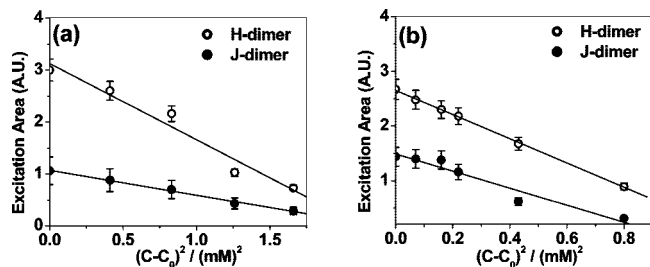 (a)
H-dimer
J-dimer
Excitation Area (A.U.)
4
3
2
1
0
0.0 0.5 1.0 1.5
(C-C₀)² / (mM)²
(b)
H-dimer
J-dimer
Excitation Area (A.U.)
4
3
2
1
0.0 0.2 0.4 0.6 0.8
(C-C₀)² / (mM)²